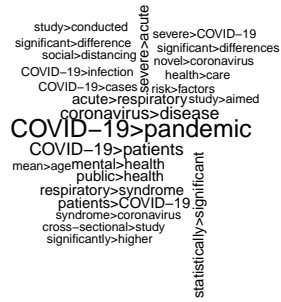 study>conducted
severe>acute
severe>COVID−19
significant>difference
significant>differences
social>distancing
novel>coronavirus
COVID−19>infection
health>care
COVID−19>cases
risk>factors
acute>respiratory
study>aimed
coronavirus>disease
COVID−19>pandemic
COVID−19>patients
mean>age
mental>health
public>health
respiratory>syndrome
patients>COVID−19
syndrome>coronavirus
cross−sectional>study
significantly>higher
statistically>significant